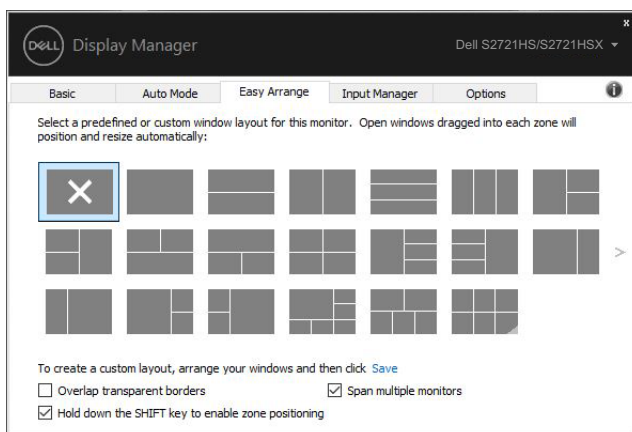 x
DELL Display Manager Dell S2721HS/S2721HSX
Basic Auto Mode Easy Arrange Input Manager Options i
Select a predefined or custom window layout for this monitor. Open windows dragged into each zone will
position and resize automatically:
To create a custom layout, arrange your windows and then click Save
Overlap transparent borders Span multiple monitors
Hold down the SHIFT key to enable zone positioning